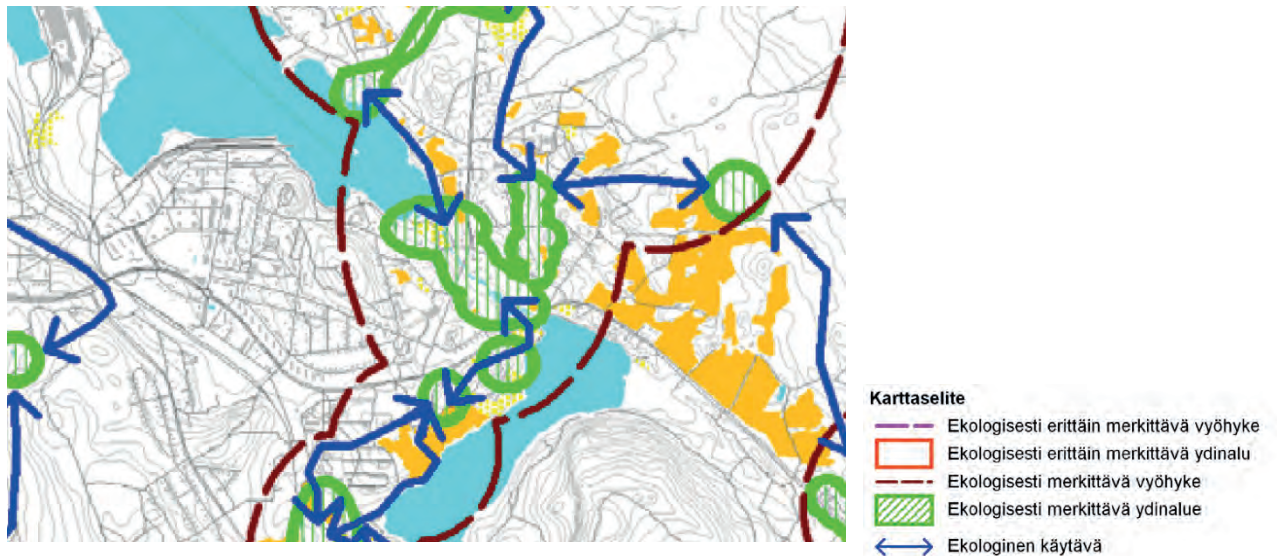 Karttaselite
Ekologisesti erittäin merkittävä vyöhyke
Ekologisesti erittäin merkittävä ydinalu
Ekologisesti merkittävä vyöhyke
Ekologisesti merkittävä ydinalue
Ekologinen käytävä